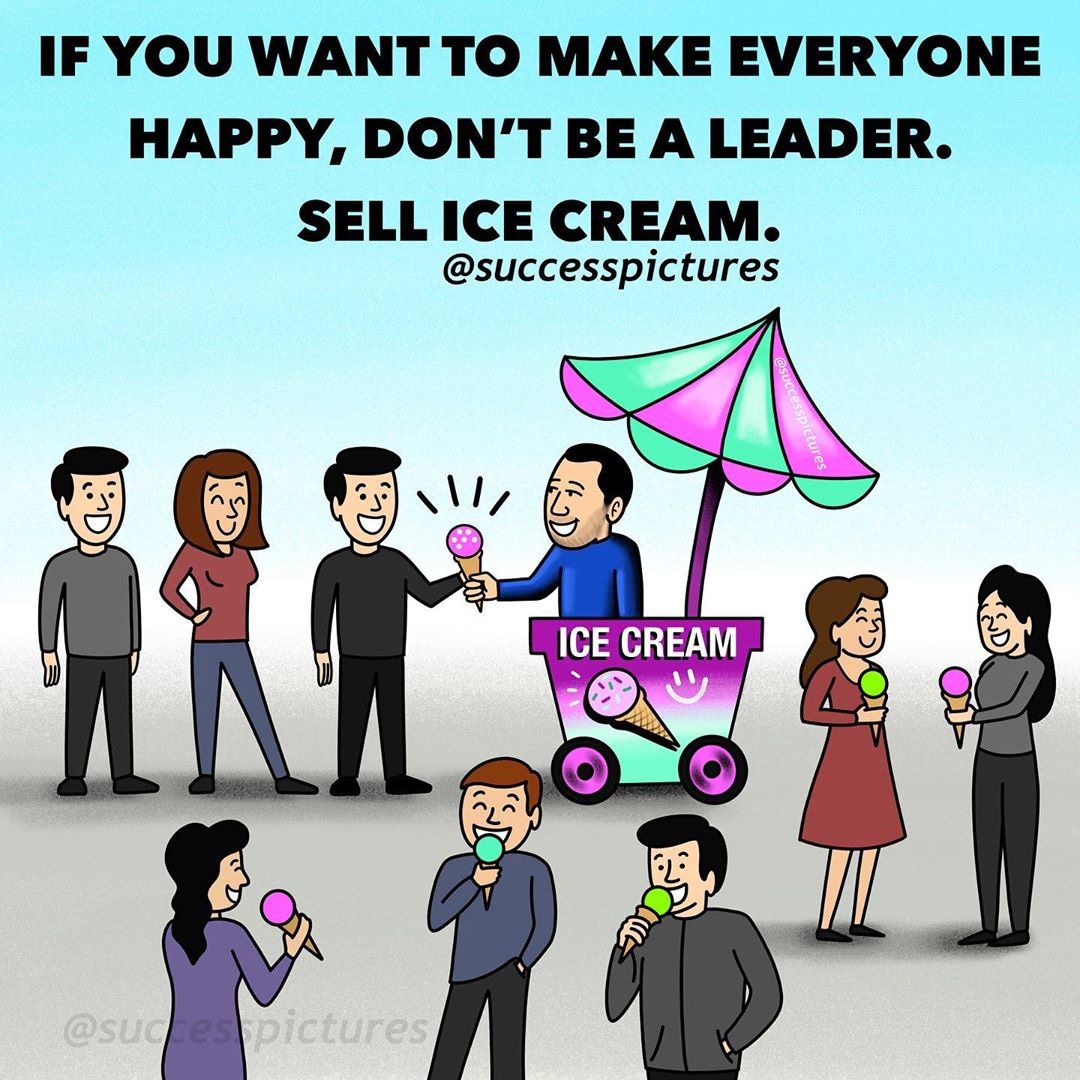 IF YOU WANT TO MAKE EVERYONE
HAPPY, DON'T BE A LEADER.
SELL ICE CREAM.
@successpictures
@successpictures
ICE CREAM
@successpictures